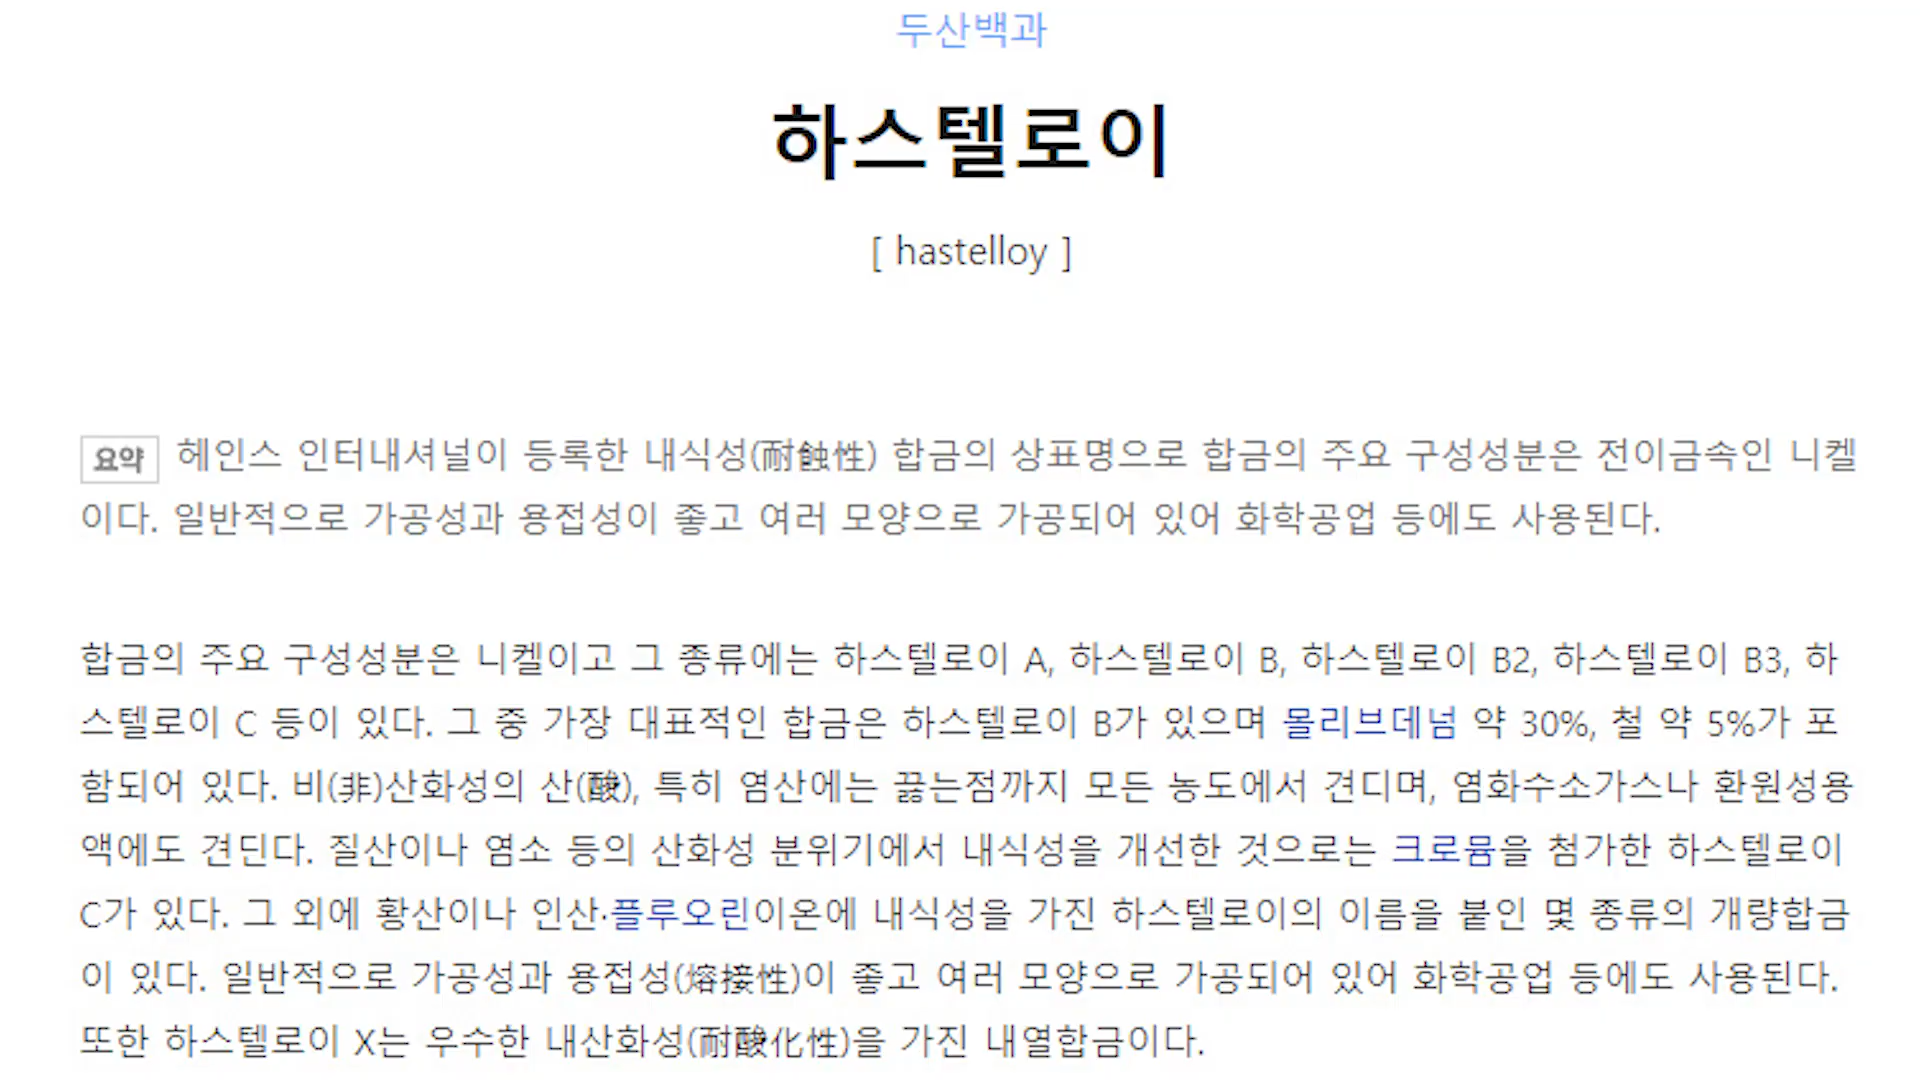 두산백과
하스텔로이
[ hastelloy ]
요약 헤인스 인터내셔널이 등록한 내식성(耐蝕性) 합금의 상표명으로 합금의 주요 구성성분은 전이금속인 니켈
이다. 일반적으로 가공성과 용접성이 좋고 여러 모양으로 가공되어 있어 화학공업 등에도 사용된다.
합금의 주요 구성성분은 니켈이고 그 종류에는 하스텔로이 A, 하스텔로이 B, 하스텔로이 B2, 하스텔로이 B3, 하
스텔로이 C 등이 있다. 그 중 가장 대표적인 합금은 하스텔로이 B가 있으며 몰리브데넘 약 30%, 철 약 5%가 포
함되어 있다. 비(非)산화성의 산(酸), 특히 염산에는 끓는점까지 모든 농도에서 견디며, 염화수소가스나 환원성용
액에도 견딘다. 질산이나 염소 등의 산화성 분위기에서 내식성을 개선한 것으로는 크로뮴을 첨가한 하스텔로이
C가 있다. 그 외에 황산이나 인산·플루오린이온에 내식성을 가진 하스텔로이의 이름을 붙인 몇 종류의 개량합금
이 있다. 일반적으로 가공성과 용접성(熔接性)이 좋고 여러 모양으로 가공되어 있어 화학공업 등에도 사용된다.
또한 하스텔로이 X는 우수한 내산화성(耐酸化性)을 가진 내열합금이다.